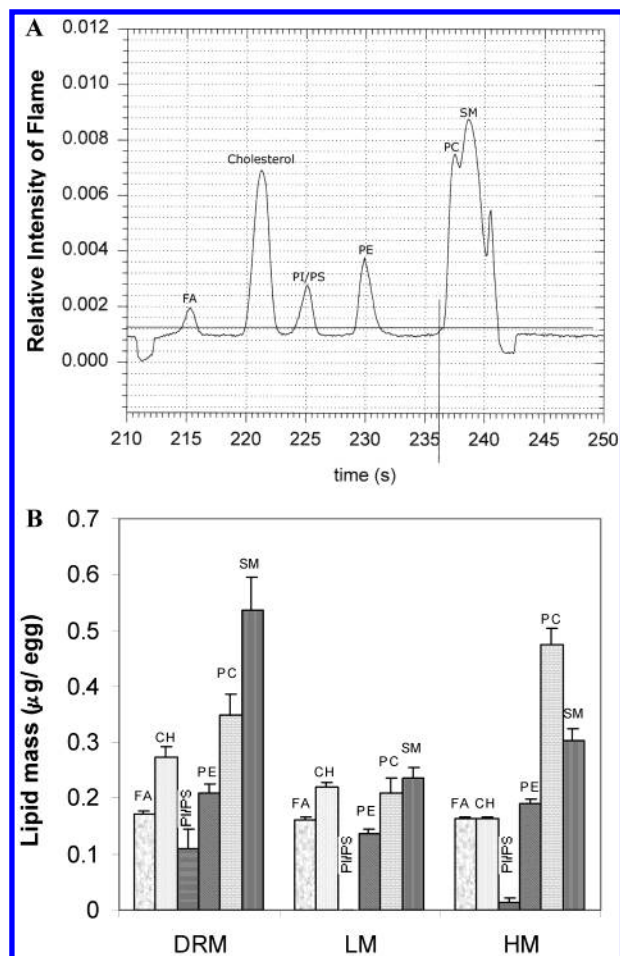 A
Relative Intensity of Flame
0.012
0.010
0.008
0.006
0.004
0.002
0.000
FA
Cholesterol
PI/PS
PE
PC
SM
210 215 220 225 230 235 240 245 250
time (s)
B
Lipid mass (μg/ egg)
0.7
0.6
0.5
0.4
0.3
0.2
0.1
0
FA CH PI/PS PE PC SM
FA CH PI/PS PE PC SM
FA CH PI/PS PE PC SM
DRM LM HM